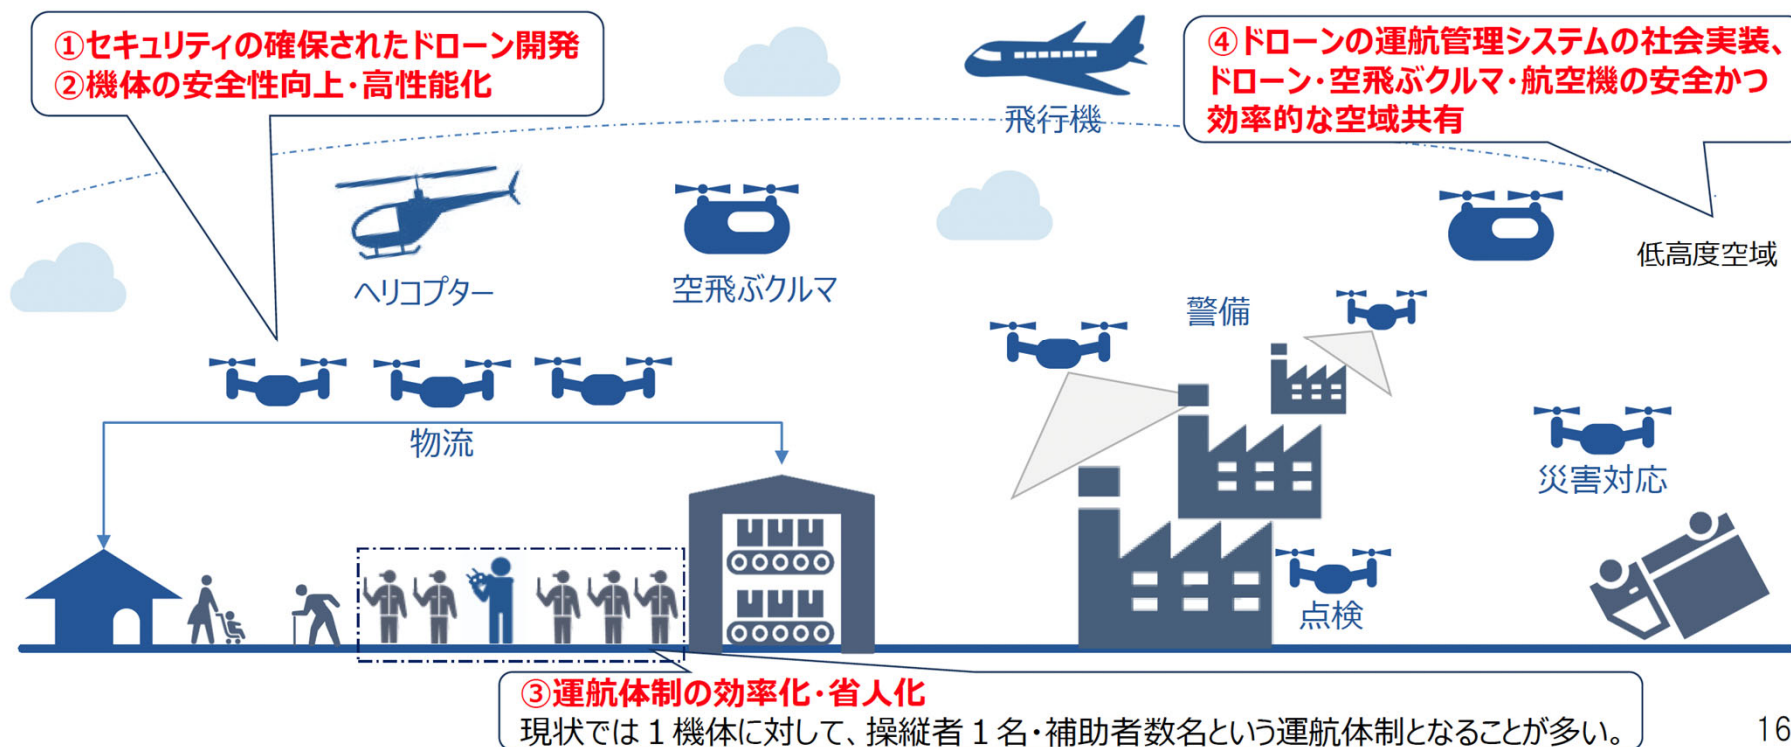 ①セキュリティの確保されたドローン開発
②機体の安全性向上・高性能化
④ドローンの運航管理システムの社会実装、
ドローン・空飛ぶクルマ・航空機の安全かつ
効率的な空域共有
飛行機
ヘリコプター
空飛ぶクルマ
低高度空域
警備
物流
災害対応
点検
③運航体制の効率化・省人化
現状では1機体に対して、操縦者1名・補助者数名という運航体制となることが多い。
16